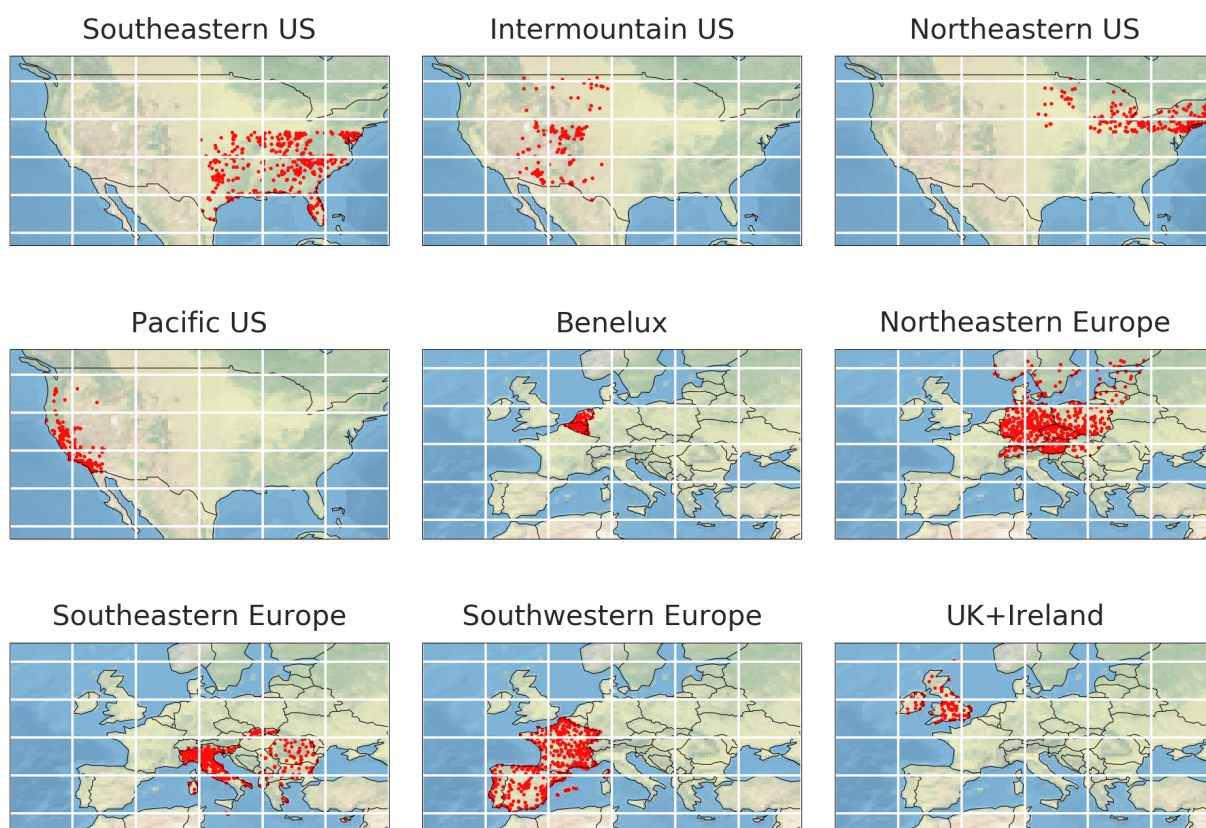 Southeastern US
Intermountain US
Northeastern US
Pacific US
Benelux
Northeastern Europe
Southeastern Europe
Southwestern Europe
UK+Ireland